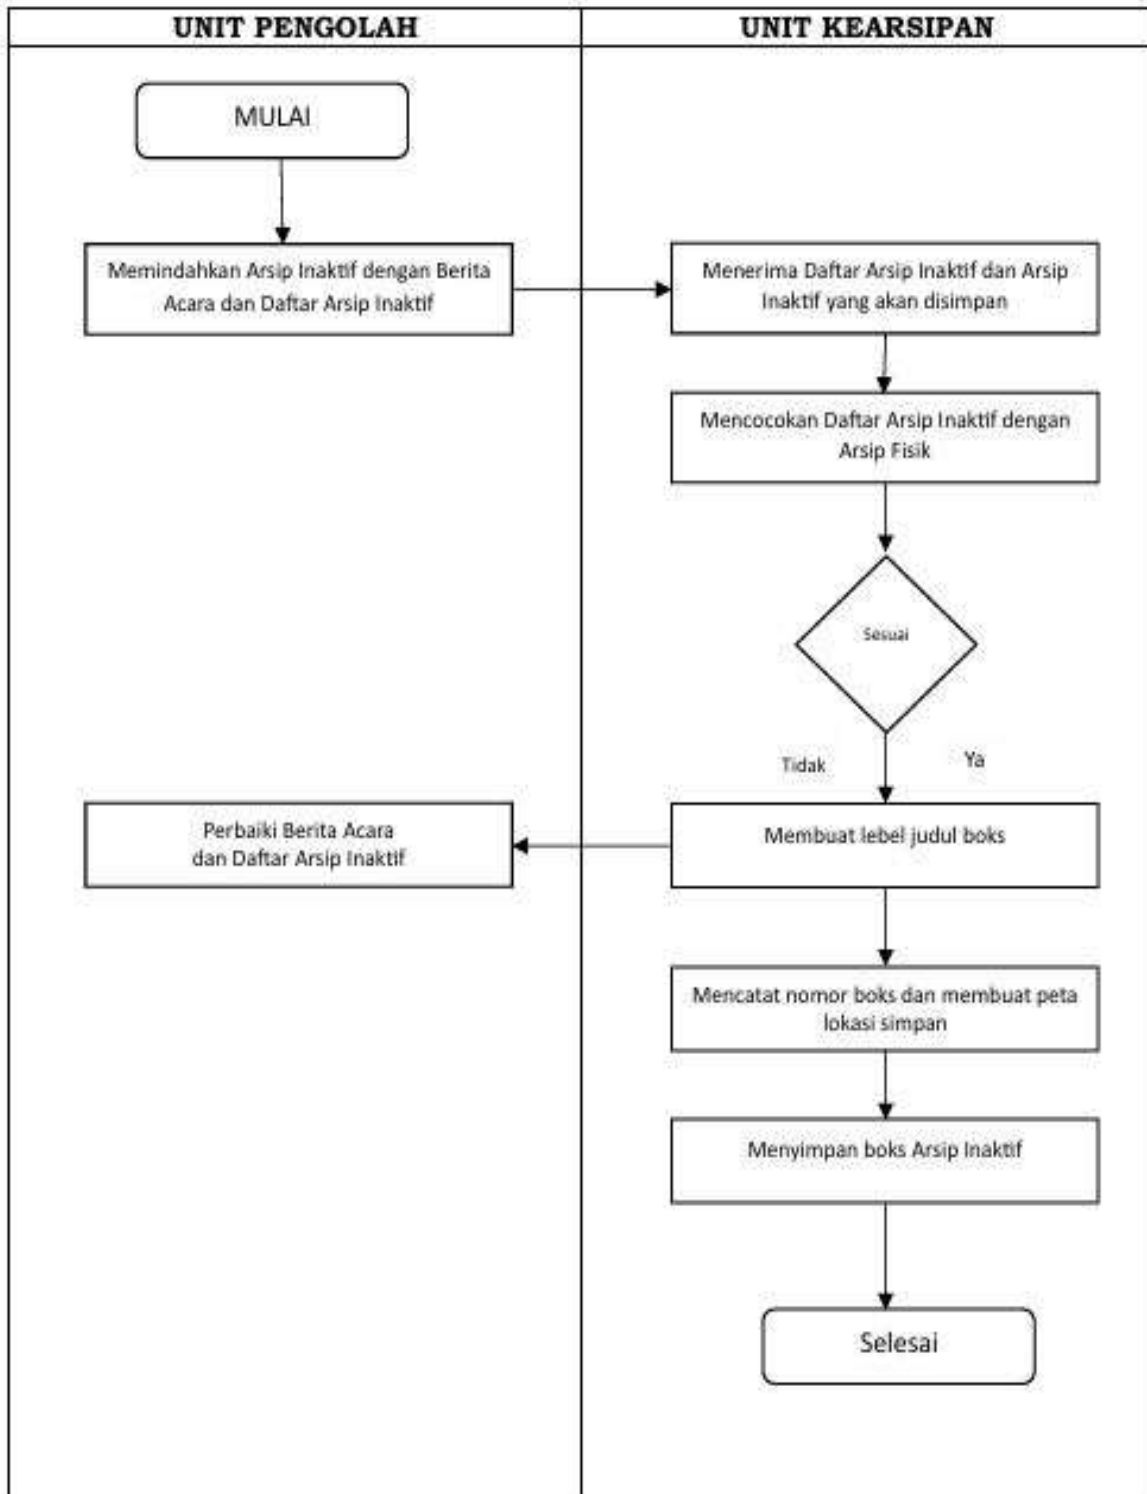 UNIT PENGOLAH
UNIT KEARSIPAN
MULAI
Memindahkan Arsip Inaktif dengan Berita
Acara dan Daftar Arsip Inaktif
Menerima Daftar Arsip Inaktif dan Arsip
Inaktif yang akan disimpan
Mencocokan Daftar Arsip Inaktif dengan
Arsip Fisik
Sesuai
Tidak
Ya
Perbaiki Berita Acara
dan Daftar Arsip Inaktif
Membuat lebel judul boks
Mencatat nomor boks dan membuat peta
lokasi simpan
Menyimpan boks Arsip Inaktif
Selesai